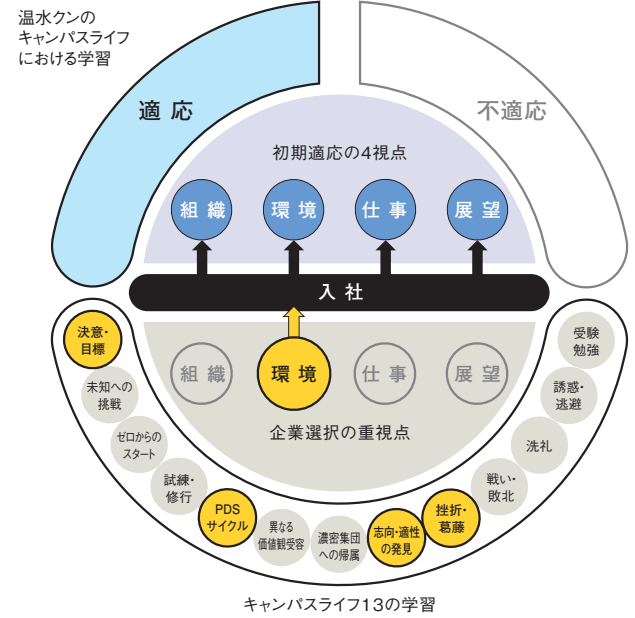 温水クンの
キャンパスライフ
における学習
適応
不適応
初期適応の4視点
組織
環境
仕事
展望
入社
組織
環境
仕事
展望
企業選択の重視点
決意・
目標
未知への
挑戦
ゼロからの
スタート
試練・
修行
PDS
サイクル
異なる
価値観受容
濃密集団
への帰属
志向・適性
の発見
挫折・
葛藤
戦い・
敗北
洗礼
誘惑・
逃避
受験
勉強
キャンパスライフ13の学習